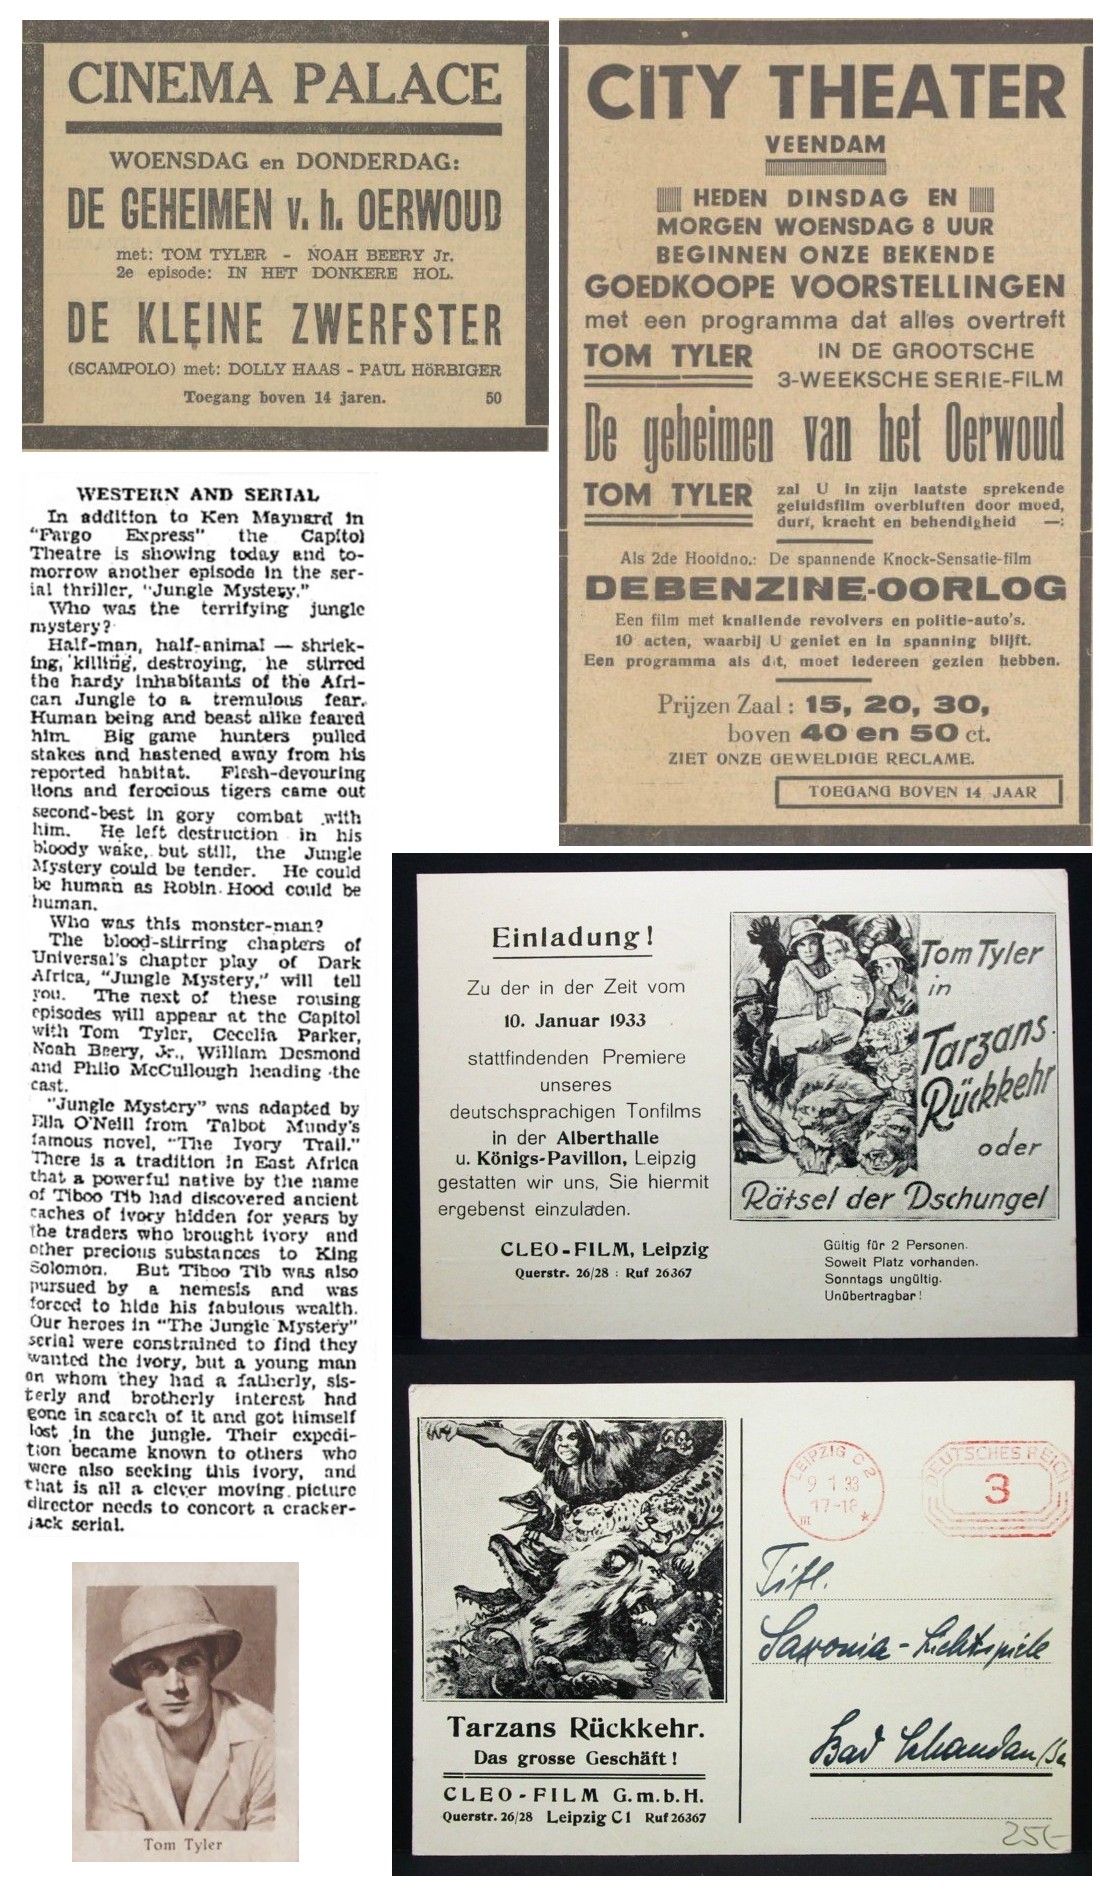 CINEMA PALACE
WOENSDAG en DONDERDAG:
DE GEHEIMEN v. h. OERWOUD
met: TOM TYLER - NOAH BEERY Jr.
2e episode: IN HET DONKERE HOL.
DE KLEINE ZWERFSTER
(SCAMPOLO) met: DOLLY HAAS - PAUL HÖRBIGER
Toegang boven 14 jaren. 50
CITY THEATER
VEENDAM
HEDEN DINSDAG EN
MORGEN WOENSDAG 8 UUR
BEGINNEN ONZE BEKENDE
GOEDKOOPE VOORSTELLINGEN
met een programma dat alles overtreft
TOM TYLER IN DE GROOTSCHE
3-WEEKSCHE SERIE-FILM
De geheimen van het Oerwoud
TOM TYLER zal U in zijn laatste sprekende
geluidsfilm overbluffen door moed,
durf, kracht en behendigheid —:
Als 2de Hoofdno.: De spannende Knock-Sensatie-film
DE BENZINE-OORLOG
Een film met knallende revolvers en politie-auto's.
10 acten, waarbij U geniet en in spanning blijft.
Een programma als dit, moet iedereen gezien hebben.
Prijzen Zaal: 15, 20, 30,
boven 40 en 50 ct.
ZIET ONZE GEWELDIGE RECLAME.
TOEGANG BOVEN 14 JAAR
WESTERN AND SERIAL
In addition to Ken Maynard in
"Fargo Express" the Capitol
Theatre is showing today and to-
morrow another episode in the ser-
ial thriller, "Jungle Mystery."
Who was the terrifying jungle
mystery?
Half-man, half-animal — shriek-
ing, killing, destroying, he stirred
the hardy inhabitants of the Afri-
can Jungle to a tremulous fear.
Human being and beast alike feared
him. Big game hunters pulled
stakes and hastened away from his
reported habitat. Flesh-devouring
lions and ferocious tigers came out
second-best in gory combat with
him. He left destruction in his
bloody wake, but still, the Jungle
Mystery could be tender. He could
be human as Robin Hood could be
human.
Who was this monster-man?
The blood-stirring chapters of
Universal's chapter play of Dark
Africa, "Jungle Mystery," will tell
you. The next of these rousing
episodes will appear at the Capitol
with Tom Tyler, Cecelia Parker,
Noah Beery, Jr., William Desmond
and Philo McCullough heading the
cast.
"Jungle Mystery" was adapted by
Ella O'Neill from Talbot Mundy's
famous novel, "The Ivory Trail."
There is a tradition in East Africa
that a powerful native by the name
of Tiboo Tib had discovered ancient
caches of ivory hidden for years by
the traders who brought ivory and
other precious substances to King
Solomon. But Tiboo Tib was also
pursued by a nemesis and was
forced to hide his fabulous wealth.
Our heroes in "The Jungle Mystery"
serial were constrained to find they
wanted the ivory, but a young man
on whom they had a fatherly, sis-
terly and brotherly interest had
gone in search of it and got himself
lost in the jungle. Their expedi-
tion became known to others who
were also seeking this ivory, and
that is all a clever moving picture
director needs to concort a cracker-
jack serial.
Tom Tyler
Einladung!
Zu der in der Zeit vom
10. Januar 1933
stattfindenden Premiere
unseres
deutschsprachigen Tonfilms
in der Alberthalle
u. Königs-Pavillon, Leipzig
gestatten wir uns, Sie hiermit
ergebenst einzuladen.
CLEO-FILM, Leipzig
Querstr. 26/28 : Ruf 26367
Tom Tyler
in
Tarzans-
Rückkehr
oder
Rätsel der Dschungel
Gültig für 2 Personen.
Soweit Platz vorhanden.
Sonntags ungültig.
Unübertragbar!
Tarzans Rückkehr.
Das grosse Geschäft!
CLEO-FILM G.m.b.H.
Querstr. 26/28 Leipzig C1 Ruf 26367
LEIPZIG C 2
9 1 33
17-18
III *
DEUTSCHES REICH
3
Titl.
Saxonia-Lichtspiele
Bad Schandau/Sa
25,-